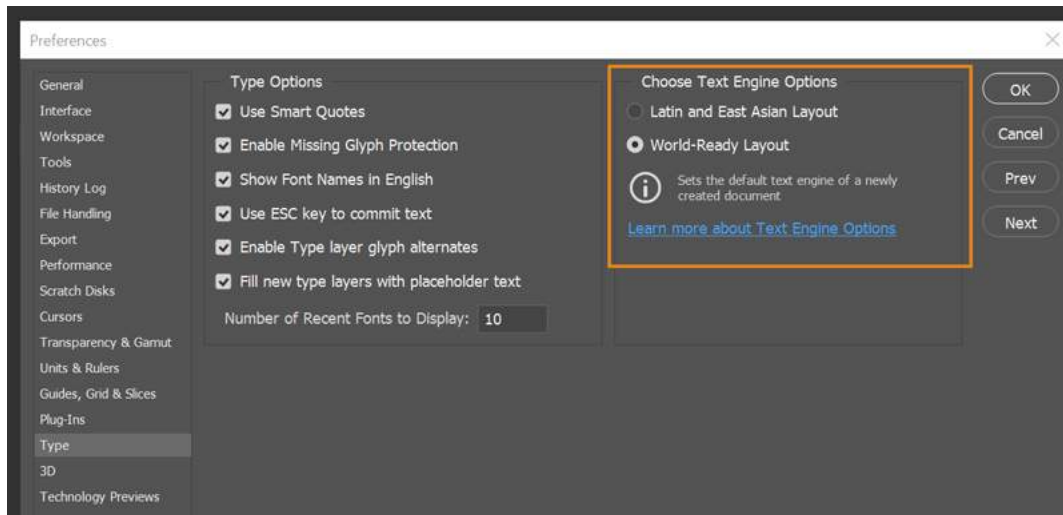 Preferences
General
Interface
Workspace
Tools
History Log
File Handling
Export
Performance
Scratch Disks
Cursors
Transparency & Gamut
Units & Rulers
Guides, Grid & Slices
Plug-Ins
Type
3D
Technology Previews
Type Options
Use Smart Quotes
Enable Missing Glyph Protection
Show Font Names in English
Use ESC key to commit text
Enable Type layer glyph alternates
Fill new type layers with placeholder text
Number of Recent Fonts to Display: 10
Choose Text Engine Options
Latin and East Asian Layout
World-Ready Layout
Sets the default text engine of a newly
created document
Learn more about Text Engine Options
OK
Cancel
Prev
Next